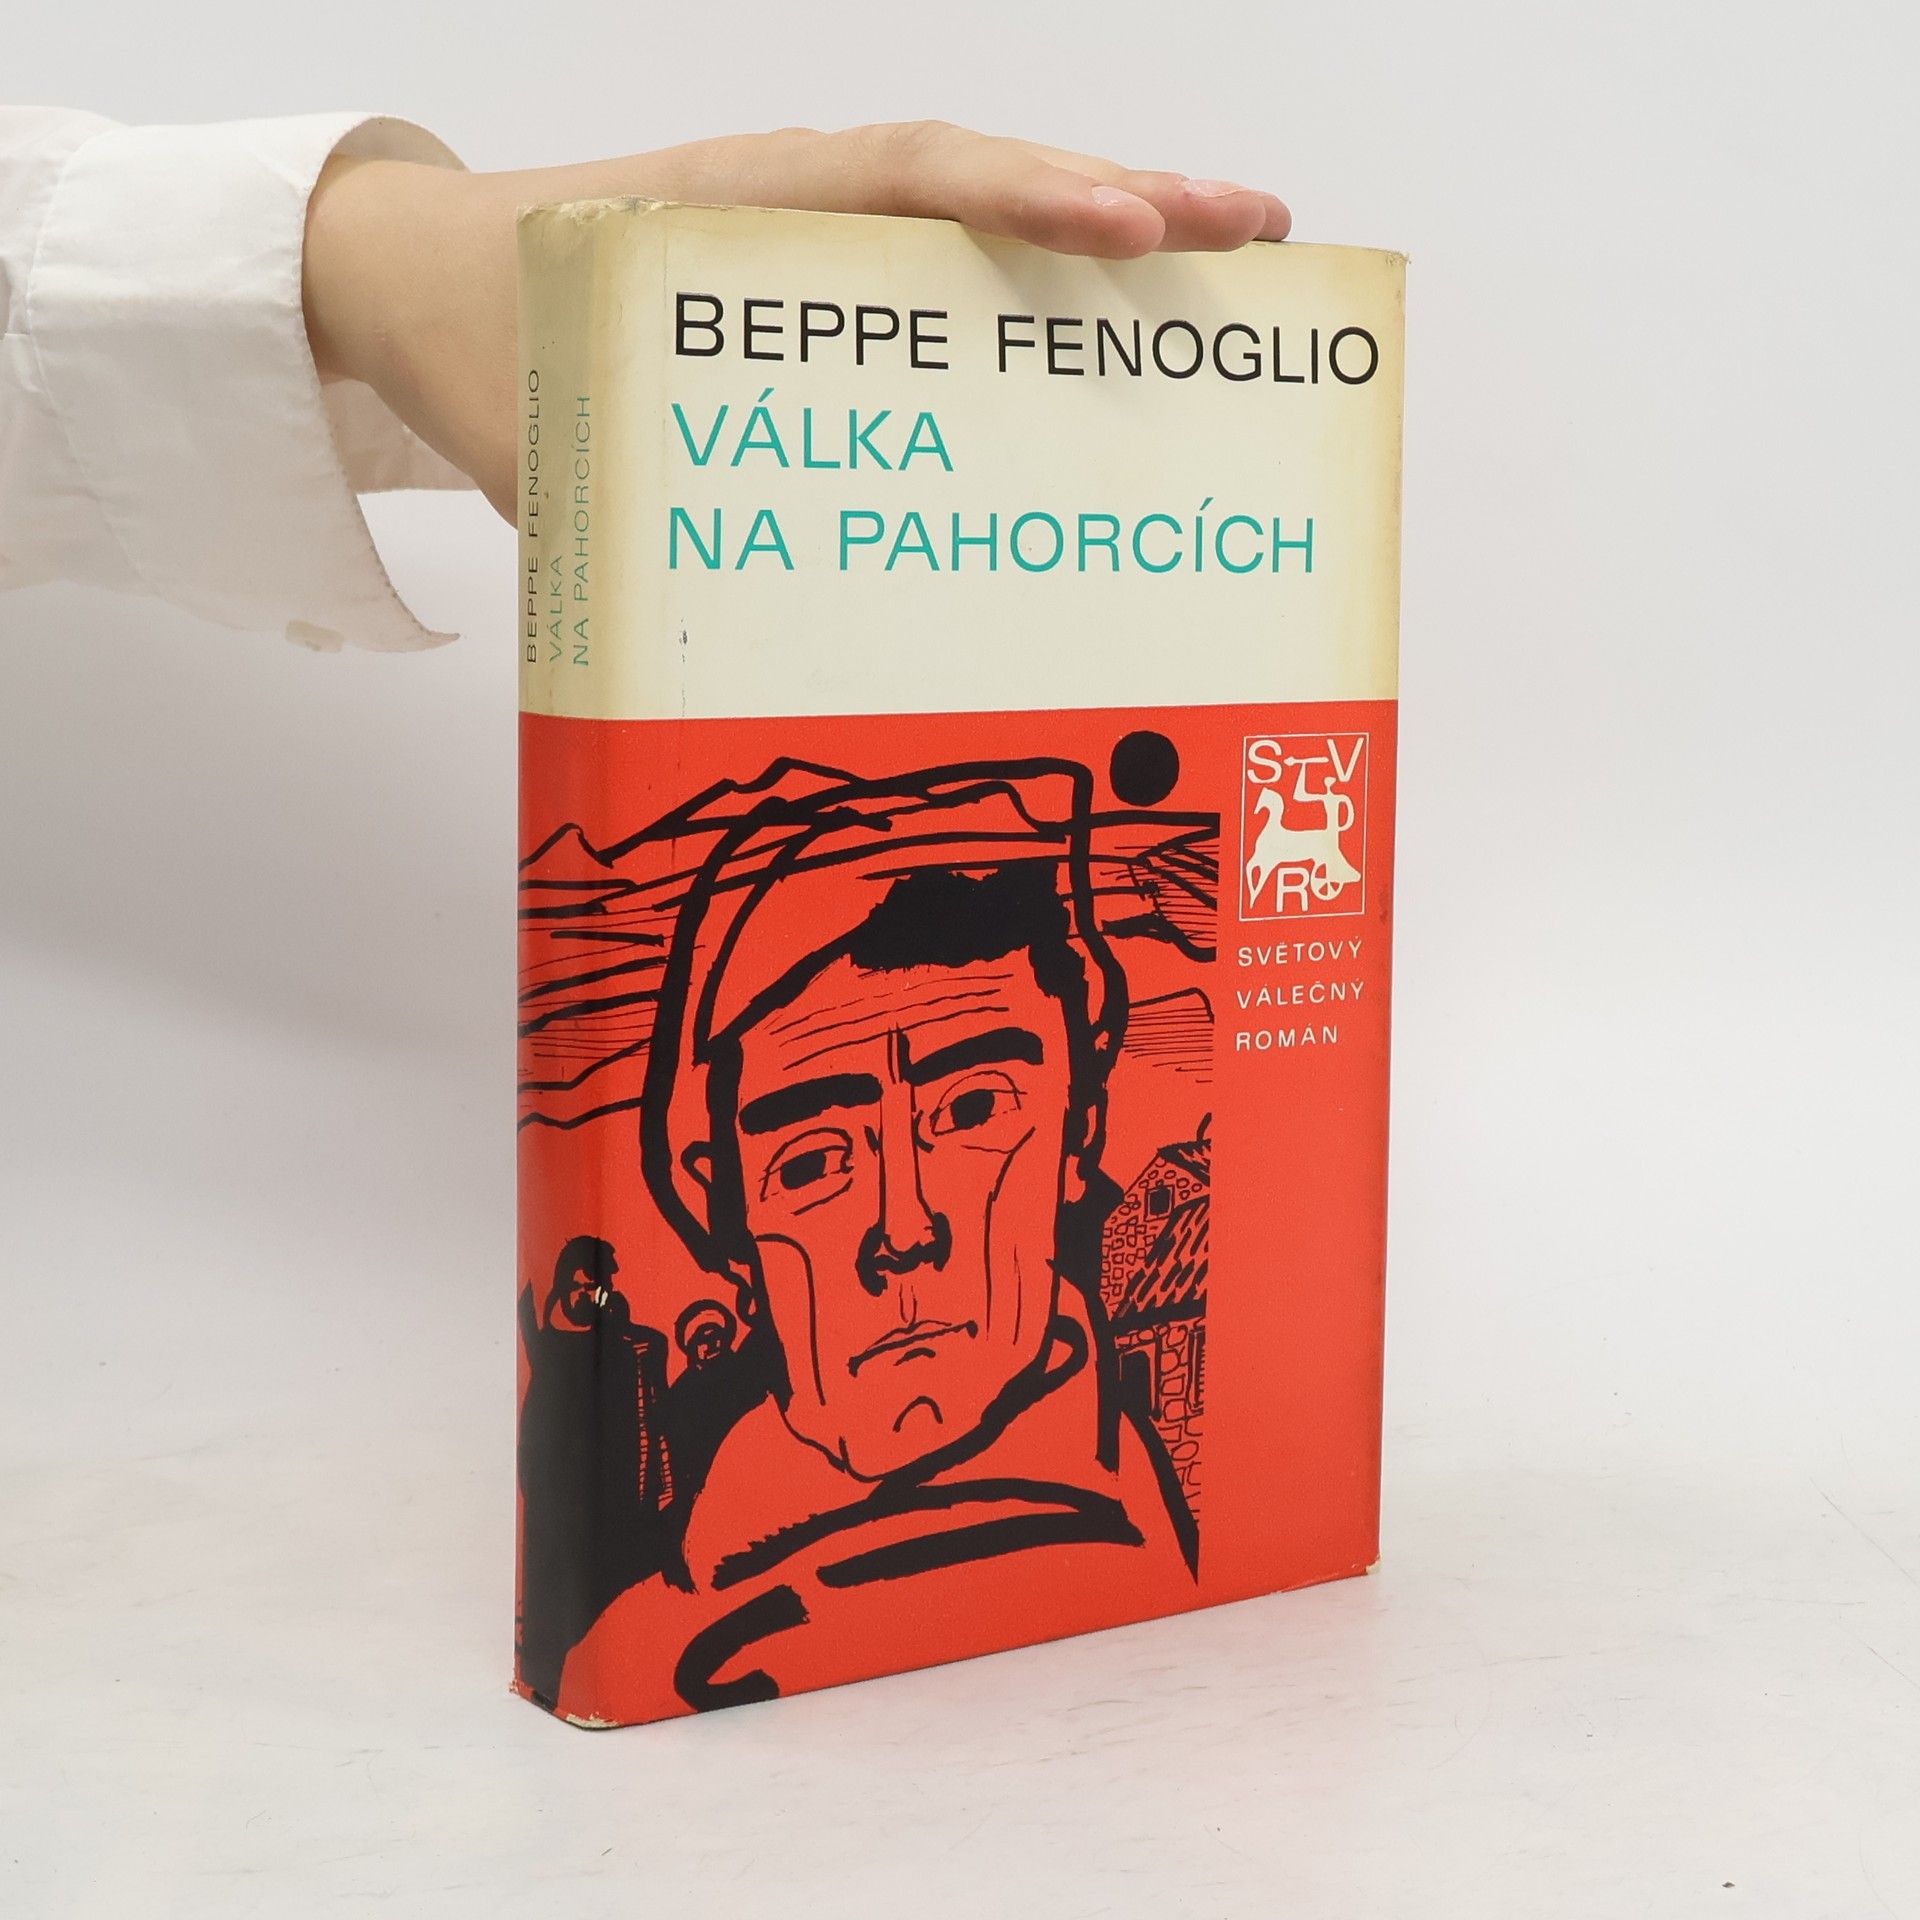 BEPPE FENOGLIO
VÁLKA
NA PAHORCÍCH
BEPPE FENOGLIO
VÁLKA
NA PAHORCÍCH
S V
R
SVĚTOVÝ
VÁLEČNÝ
ROMÁN